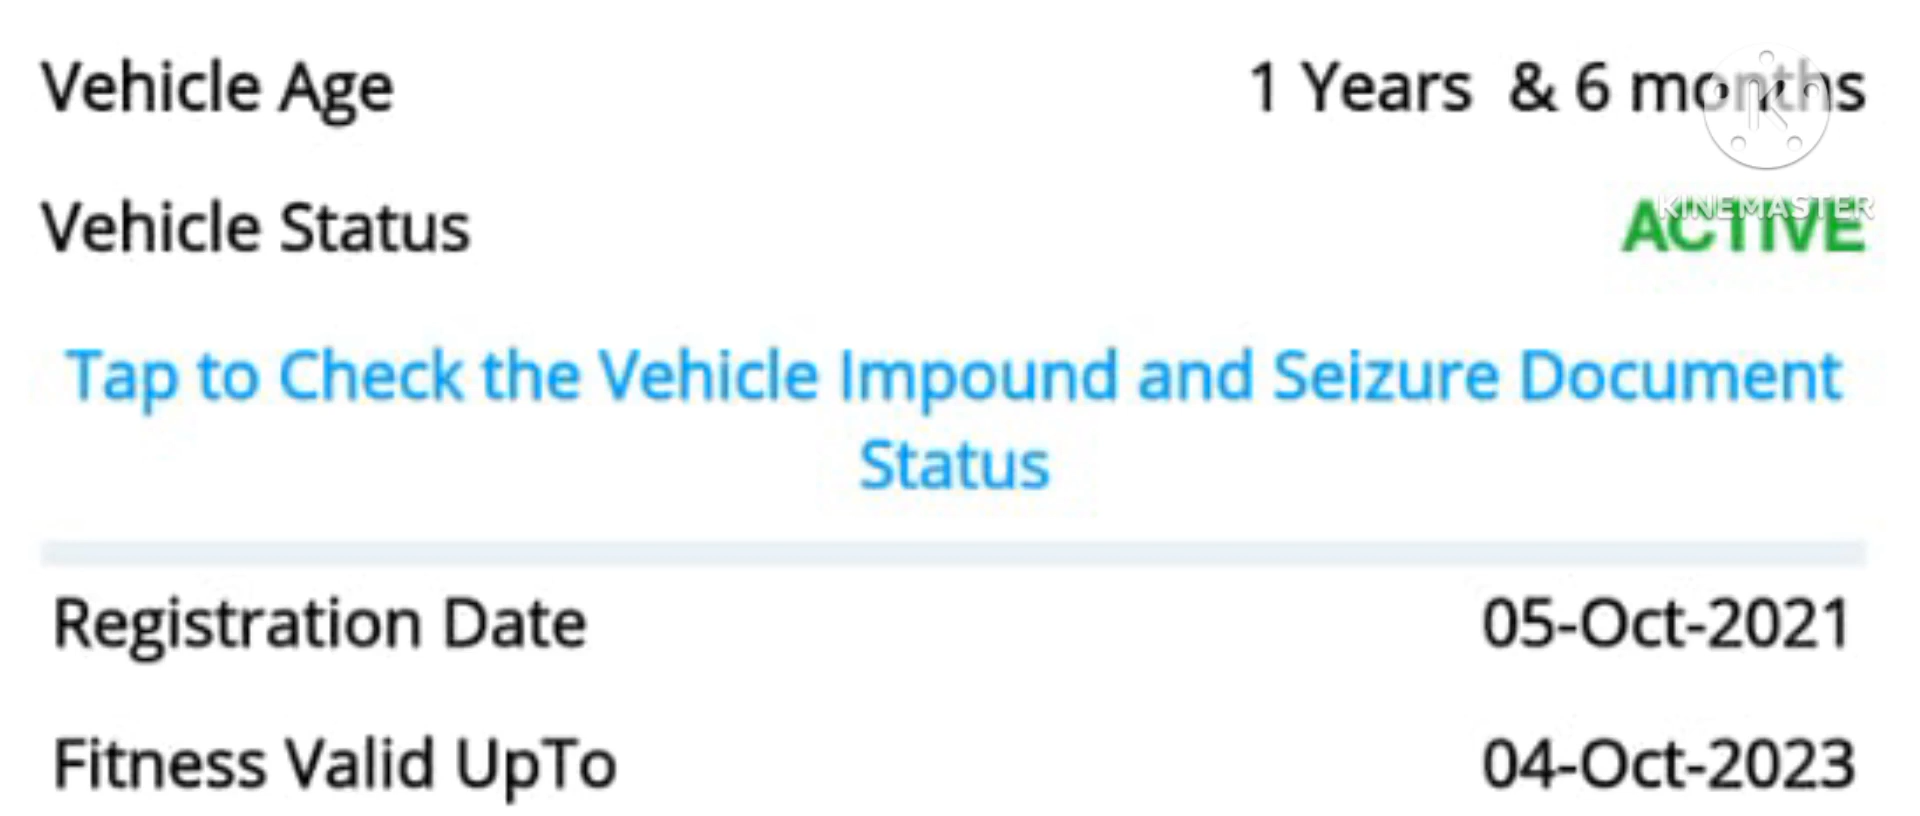 Vehicle Age 1 Years & 6 months
KINEMASTER
Vehicle Status ACTIVE
Tap to Check the Vehicle Impound and Seizure Document
Status
Registration Date 05-Oct-2021
Fitness Valid UpTo 04-Oct-2023